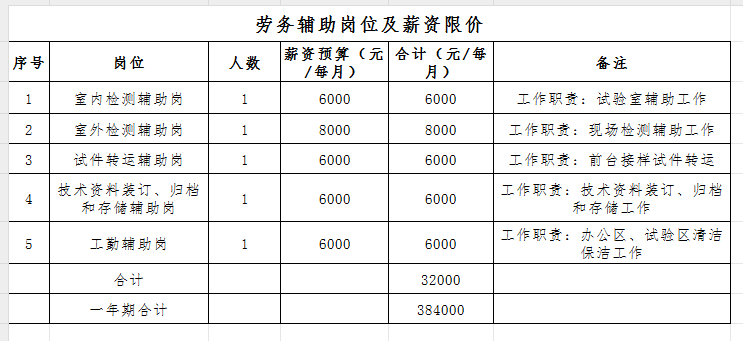 劳务辅助岗位及薪资限价
序号 岗位 人数 薪资预算（元/每月） 合计（元/每月） 备注
1 室内检测辅助岗 1 6000 6000 工作职责：试验室辅助工作
2 室外检测辅助岗 1 8000 8000 工作职责：现场检测辅助工作
3 试件转运辅助岗 1 6000 6000 工作职责：前台接样试件转运
4 技术资料装订、归档和存储辅助岗 1 6000 6000 工作职责：技术资料装订、归档和存储工作
5 工勤辅助岗 1 6000 6000 工作职责：办公区、试验区清洁保洁工作
合计 32000
一年期合计 384000